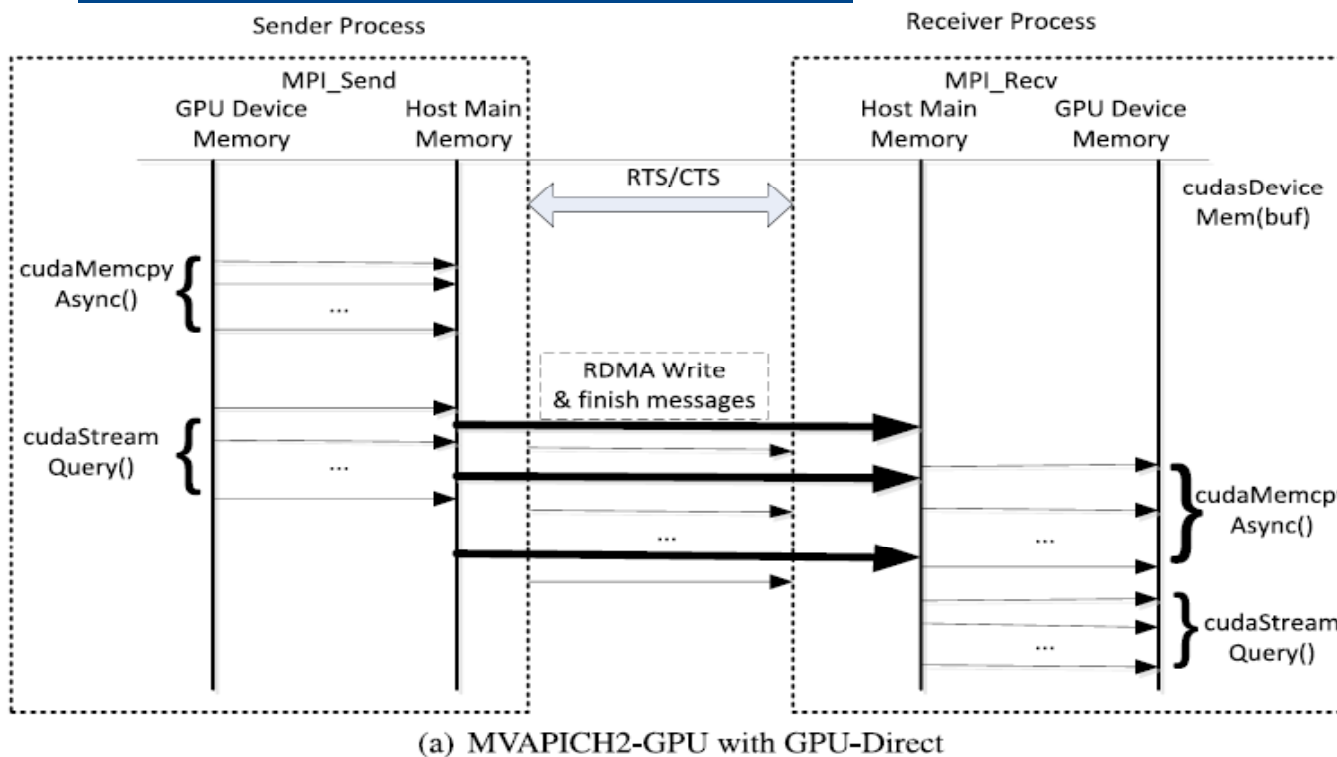 Sender Process
Receiver Process
MPI_Send
MPI_Recv
GPU Device
Memory
Host Main
Memory
Host Main
Memory
GPU Device
Memory
RTS/CTS
cudasDevice
Mem(buf)
cudaMemcpy
Async()
...
RDMA Write
& finish messages
cudaStream
Query()
...
...
cudaMemcpy
Async()
...
cudaStream
Query()
...
(a) MVAPICH2-GPU with GPU-Direct